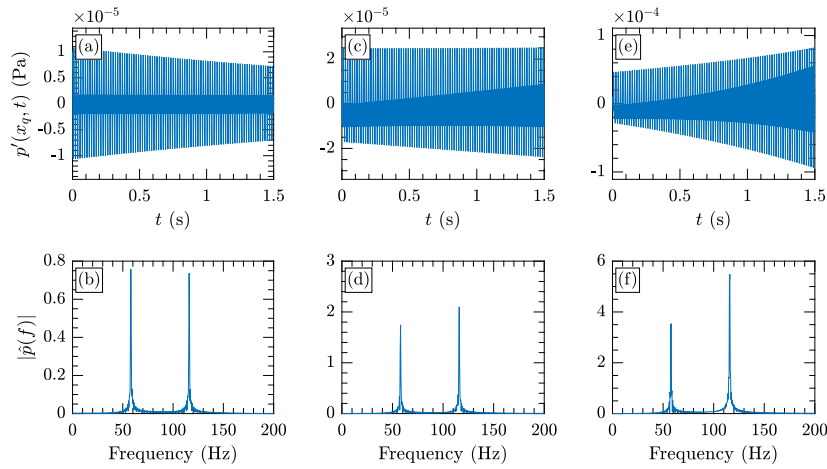 ×10⁻⁵ ×10⁻⁵ ×10⁻⁴
(a) (c) (e)
1 0.5 0 -0.5 -1
2 0 -2
1 0 -1
p′(x_q, t) (Pa)
0 0.5 1 1.5 0 0.5 1 1.5 0 0.5 1 1.5
t (s) t (s) t (s)
(b) (d) (f)
0.8 0.6 0.4 0.2 0
3 2 1 0
6 4 2 0
|p̂(f)|
0 50 100 150 200 0 50 100 150 200 0 50 100 150 200
Frequency (Hz) Frequency (Hz) Frequency (Hz)